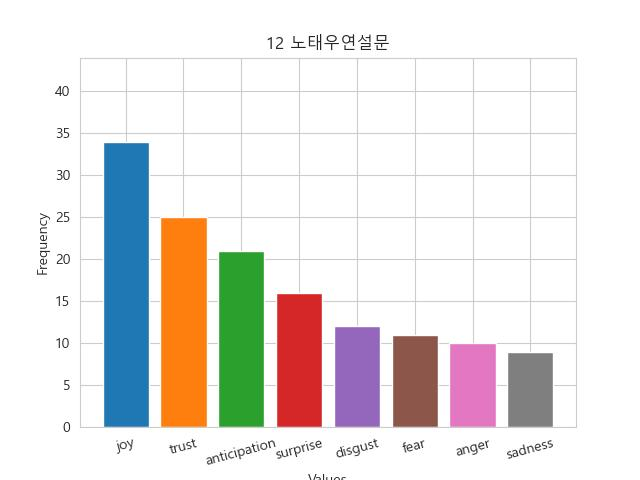 12 노태우연설문
40
35
30
25
20
15
10
5
0
Frequency
joy trust anticipation surprise disgust fear anger sadness
Values